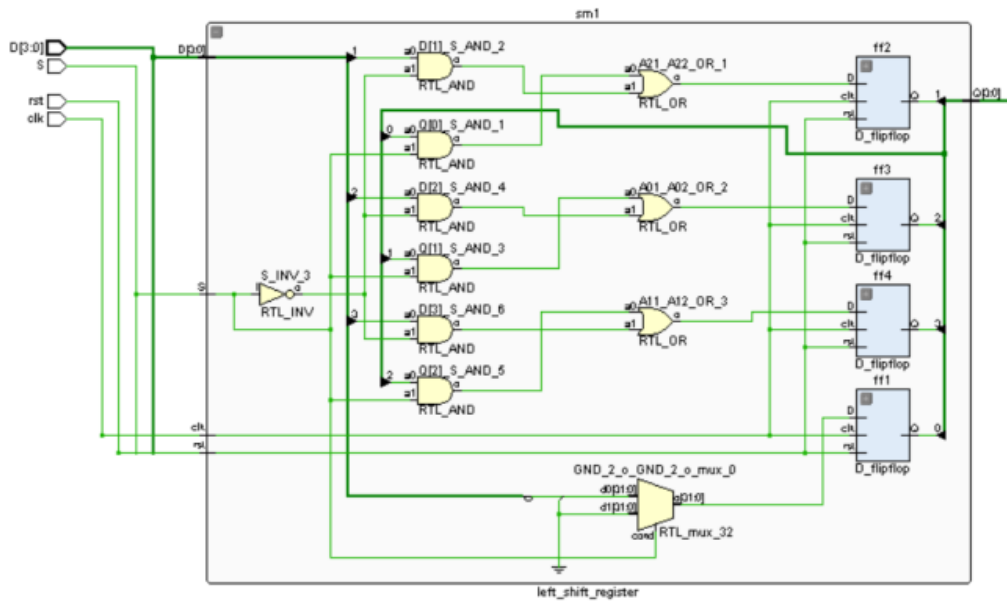 sm1
D[3:0]
S
rst
clk
D[3:0]
1
D[1]_S_AND_2
a0
a1
a
RTL_AND
A21_A22_OR_1
a0
a1
a
RTL_OR
ff2
D
clk
rst
Q
1
Q[3:0]
D_flipflop
0
Q[0]_S_AND_1
a0
a1
a
RTL_AND
2
D[2]_S_AND_4
a0
a1
a
RTL_AND
A01_A02_OR_2
a0
a1
a
RTL_OR
ff3
D
clk
rst
Q
2
D_flipflop
1
Q[1]_S_AND_3
a0
a1
a
RTL_AND
S
S_INV_3
I
a
RTL_INV
3
D[3]_S_AND_6
a0
a1
a
RTL_AND
A11_A12_OR_3
a0
a1
a
RTL_OR
ff4
D
clk
rst
Q
3
D_flipflop
2
Q[2]_S_AND_5
a0
a1
a
RTL_AND
ff1
D
clk
rst
Q
0
D_flipflop
clk
rst
GND_2_o_GND_2_o_mux_0
d0[31:0]
d1[31:0]
cond
RTL_mux_32
left_shift_register